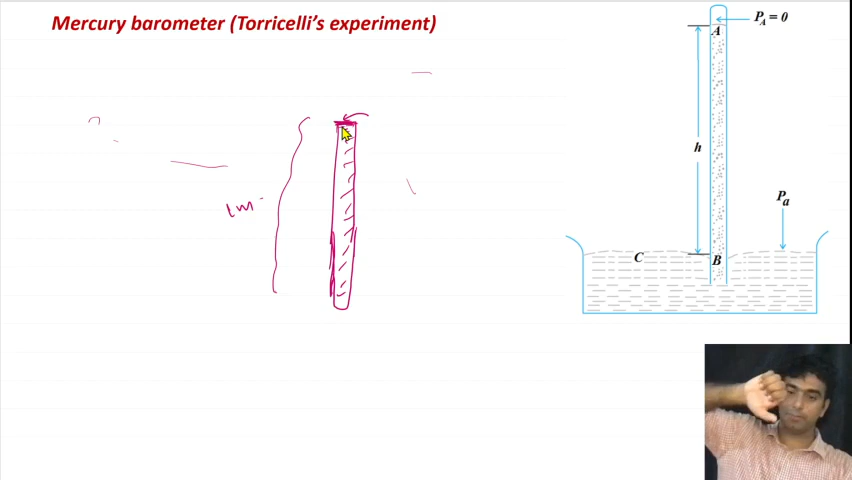 Mercury barometer (Torricelli's experiment)
P_A = 0
A
h
1m.
P_a
C
B